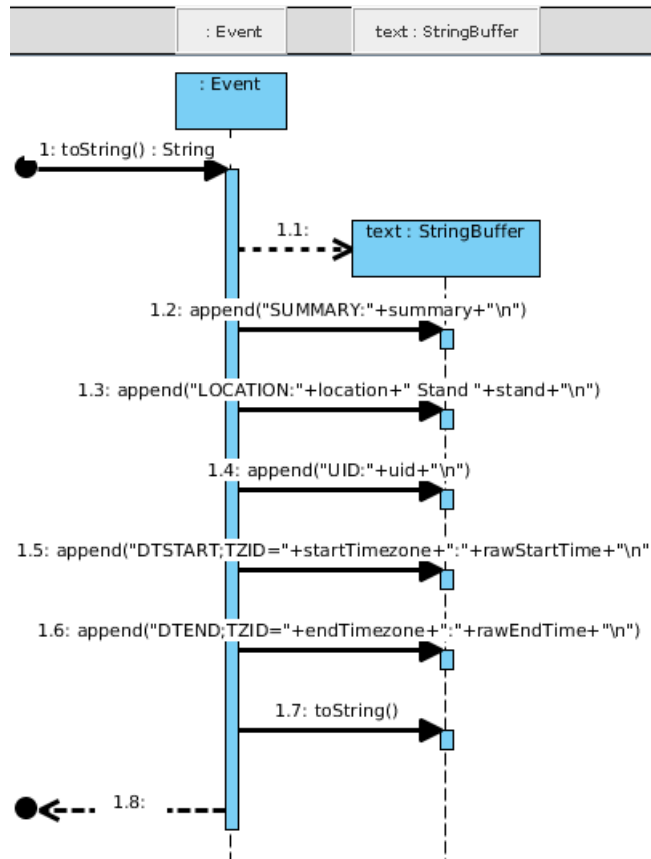 : Event
text : StringBuffer
: Event
1: toString() : String
1.1:
text : StringBuffer
1.2: append("SUMMARY:"+summary+"\n")
1.3: append("LOCATION:"+location+" Stand "+stand+"\n")
1.4: append("UID:"+uid+"\n")
1.5: append("DTSTART;TZID="+startTimezone+":"+rawStartTime+"\n"
1.6: append("DTEND;TZID="+endTimezone+":"+rawEndTime+"\n")
1.7: toString()
1.8: